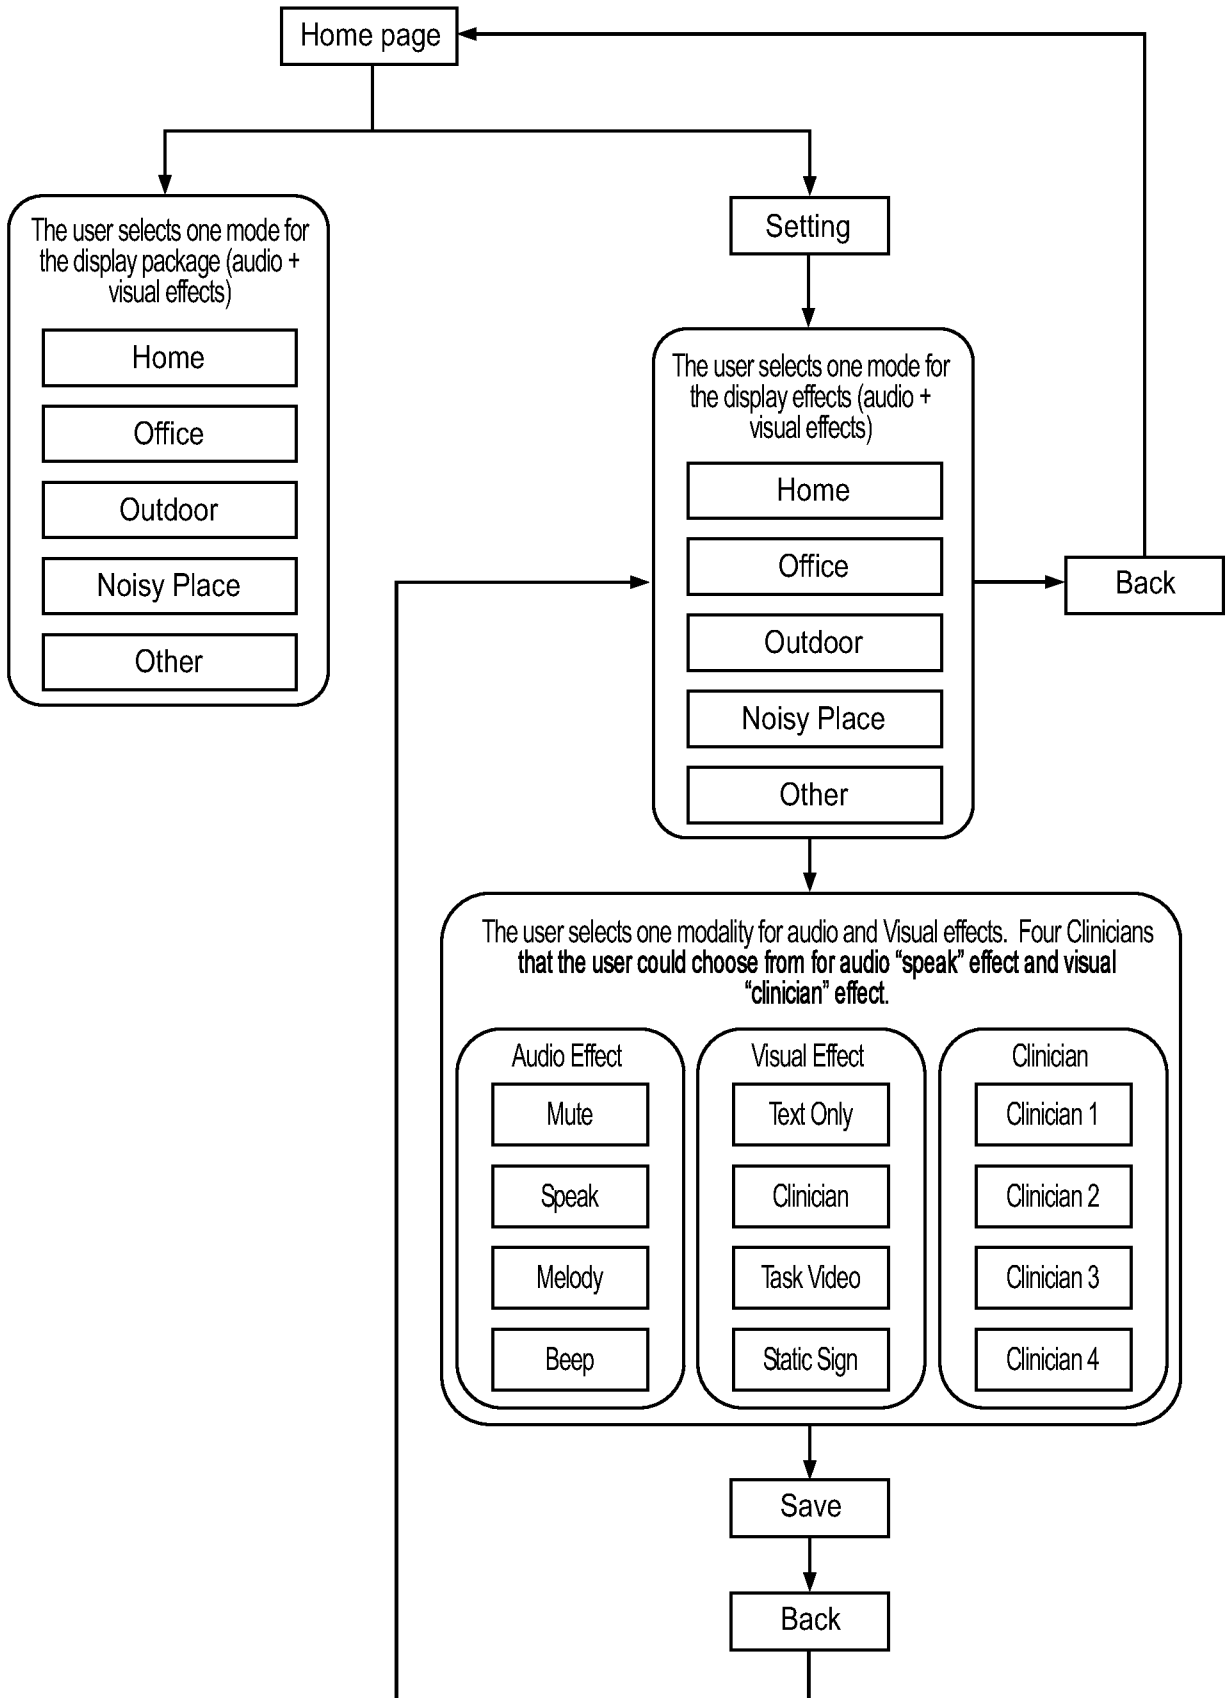 Home page
The user selects one mode for
the display package (audio +
visual effects)
Home
Office
Outdoor
Noisy Place
Other
Setting
The user selects one mode for
the display effects (audio +
visual effects)
Home
Office
Outdoor
Noisy Place
Other
Back
The user selects one modality for audio and Visual effects. Four Clinicians
that the user could choose from for audio “speak” effect and visual
“clinician” effect.
Audio Effect
Mute
Speak
Melody
Beep
Visual Effect
Text Only
Clinician
Task Video
Static Sign
Clinician
Clinician 1
Clinician 2
Clinician 3
Clinician 4
Save
Back